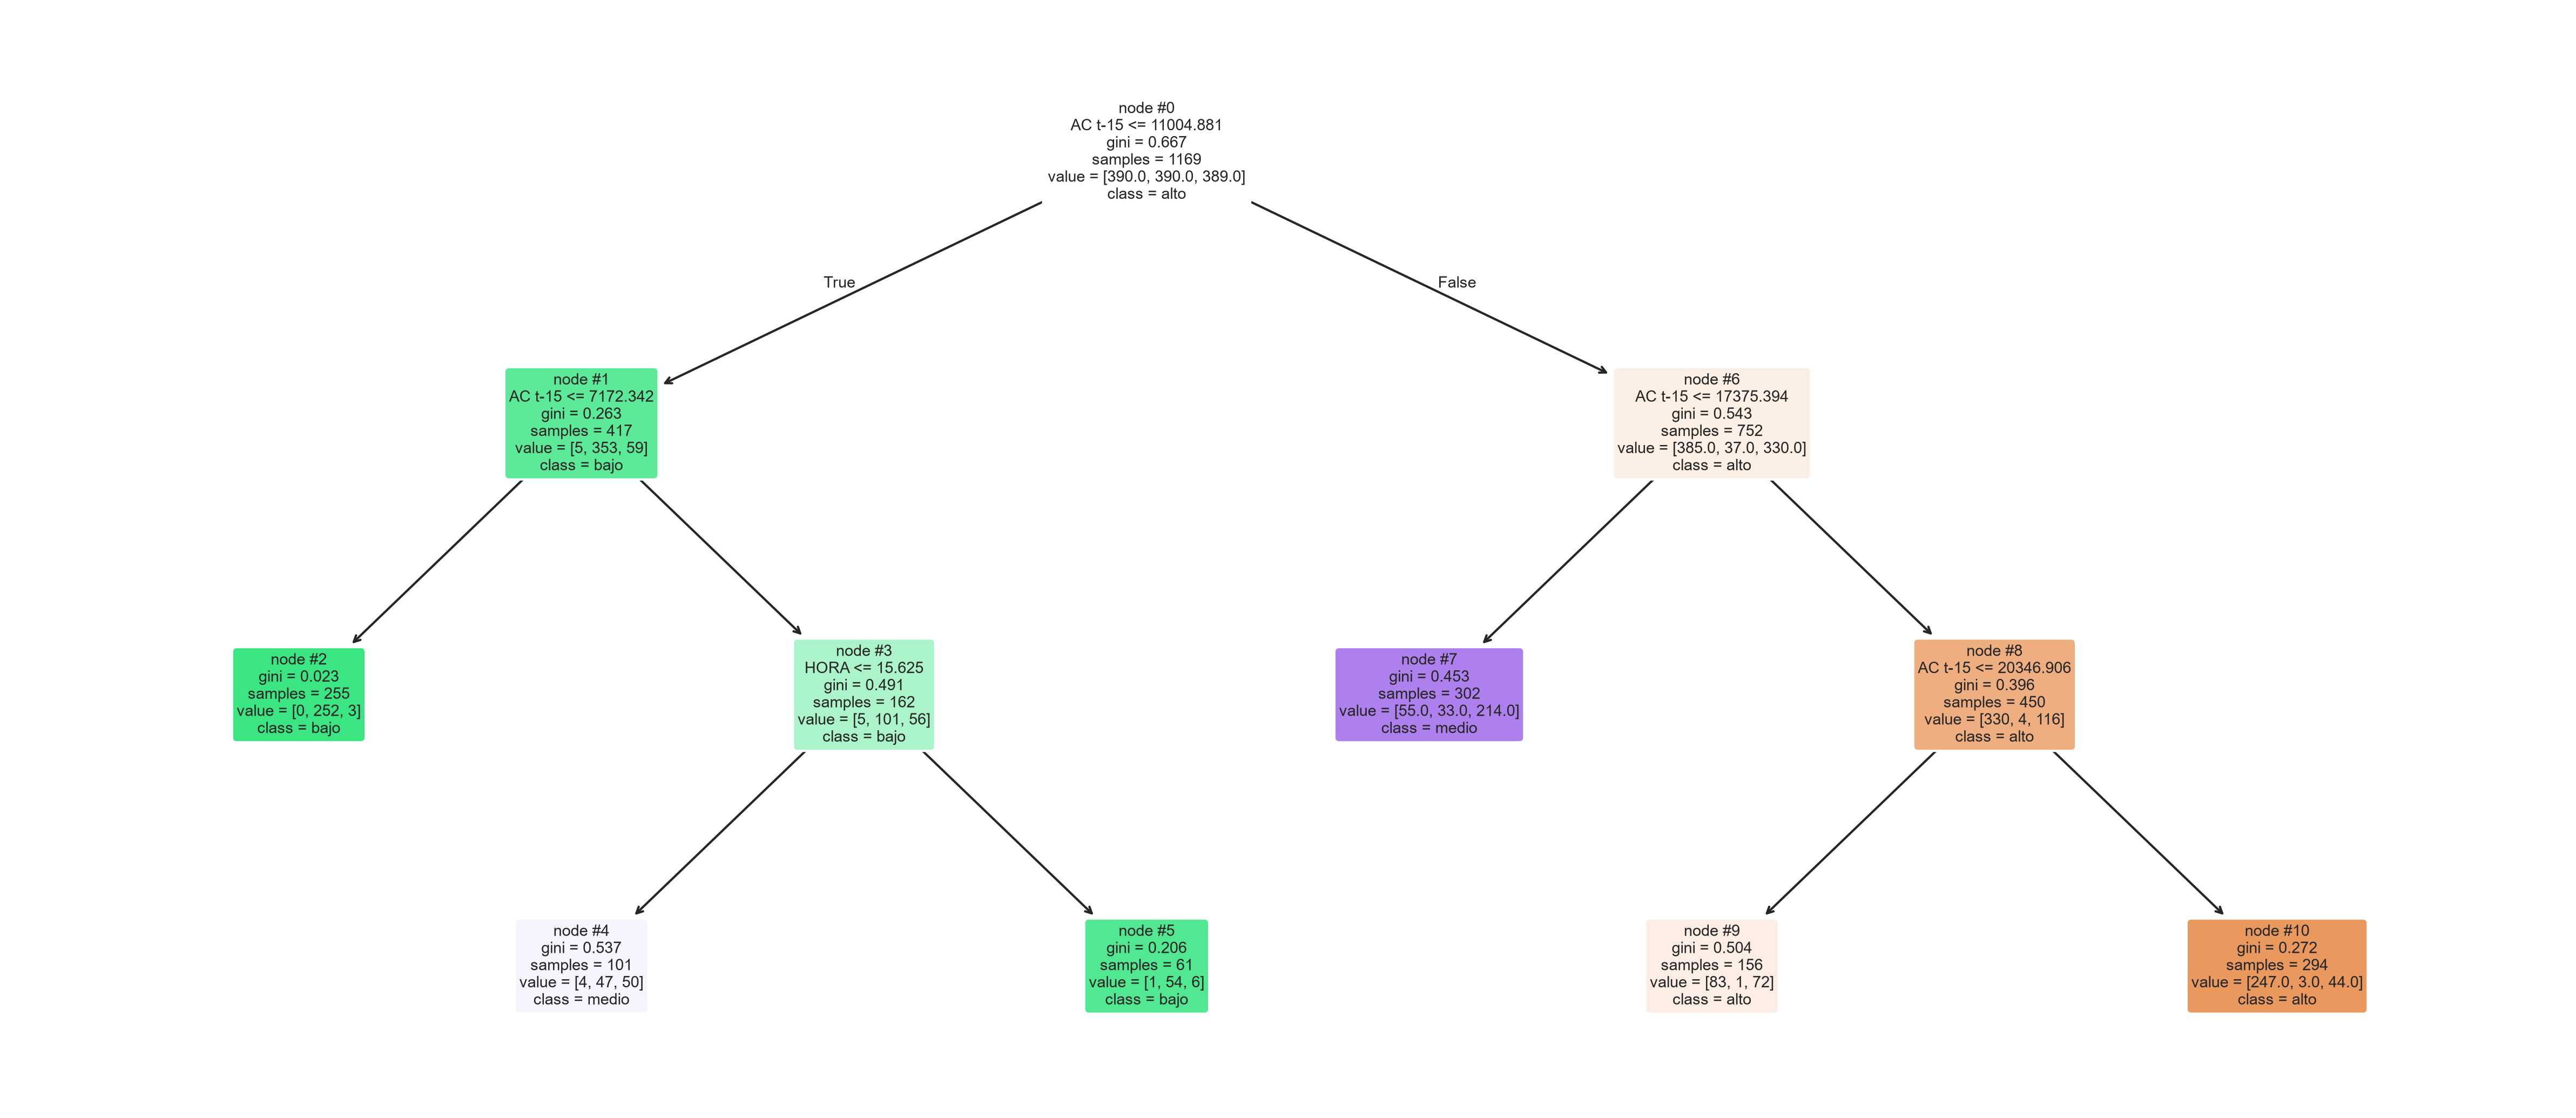 node #0
AC t-15 <= 11004.881
gini = 0.667
samples = 1169
value = [390.0, 390.0, 389.0]
class = alto
True
False
node #1
AC t-15 <= 7172.342
gini = 0.263
samples = 417
value = [5, 353, 59]
class = bajo
node #6
AC t-15 <= 17375.394
gini = 0.543
samples = 752
value = [385.0, 37.0, 330.0]
class = alto
node #2
gini = 0.023
samples = 255
value = [0, 252, 3]
class = bajo
node #3
HORA <= 15.625
gini = 0.491
samples = 162
value = [5, 101, 56]
class = bajo
node #7
gini = 0.453
samples = 302
value = [55.0, 33.0, 214.0]
class = medio
node #8
AC t-15 <= 20346.906
gini = 0.396
samples = 450
value = [330, 4, 116]
class = alto
node #4
gini = 0.537
samples = 101
value = [4, 47, 50]
class = medio
node #5
gini = 0.206
samples = 61
value = [1, 54, 6]
class = bajo
node #9
gini = 0.504
samples = 156
value = [83, 1, 72]
class = alto
node #10
gini = 0.272
samples = 294
value = [247.0, 3.0, 44.0]
class = alto